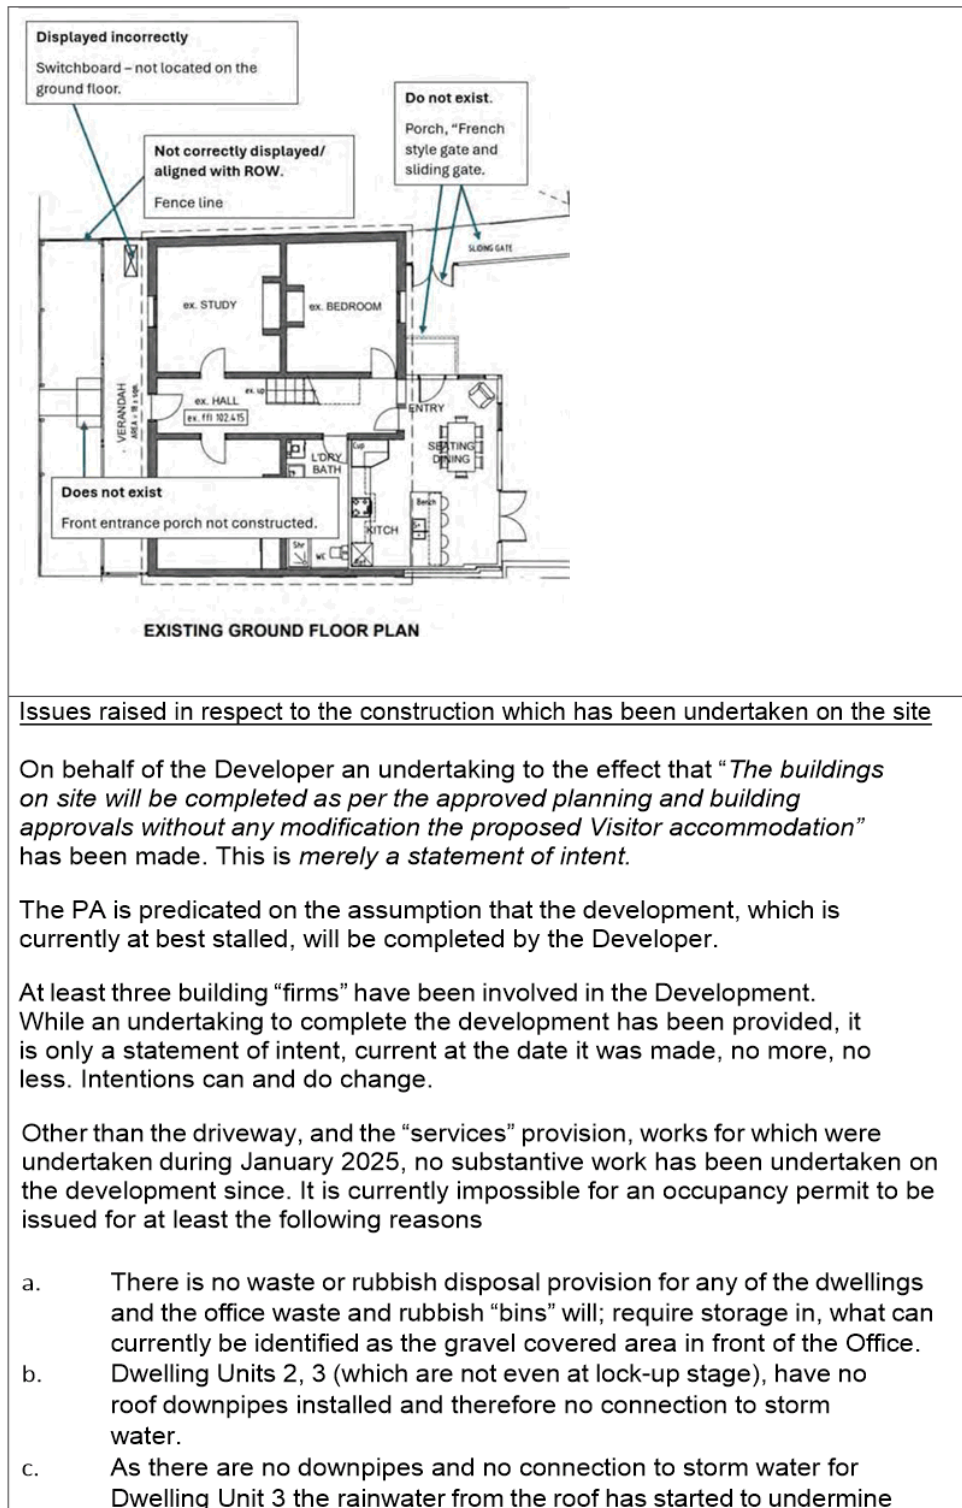 Displayed incorrectly
Switchboard – not located on the
ground floor.
Do not exist.
Porch, “French
style gate and
sliding gate.
Not correctly displayed/
aligned with ROW.
Fence line
SLIDING GATE
ex. STUDY
ex. BEDROOM
VERANDAH
AREA = 18 x sqm.
ex. HALL
ex. up
ex. ffl 102.415
ENTRY
SEATING
DINING
L'DRY
BATH
Cup
Bench
KITCH
Shr
WC
Does not exist
Front entrance porch not constructed.
EXISTING GROUND FLOOR PLAN
Issues raised in respect to the construction which has been undertaken on the site
On behalf of the Developer an undertaking to the effect that “The buildings
on site will be completed as per the approved planning and building
approvals without any modification the proposed Visitor accommodation”
has been made. This is merely a statement of intent.
The PA is predicated on the assumption that the development, which is
currently at best stalled, will be completed by the Developer.
At least three building “firms” have been involved in the Development.
While an undertaking to complete the development has been provided, it
is only a statement of intent, current at the date it was made, no more, no
less. Intentions can and do change.
Other than the driveway, and the “services” provision, works for which were
undertaken during January 2025, no substantive work has been undertaken on
the development since. It is currently impossible for an occupancy permit to be
issued for at least the following reasons
a. There is no waste or rubbish disposal provision for any of the dwellings
and the office waste and rubbish “bins” will; require storage in, what can
currently be identified as the gravel covered area in front of the Office.
b. Dwelling Units 2, 3 (which are not even at lock-up stage), have no
roof downpipes installed and therefore no connection to storm
water.
c. As there are no downpipes and no connection to storm water for
Dwelling Unit 3 the rainwater from the roof has started to undermine